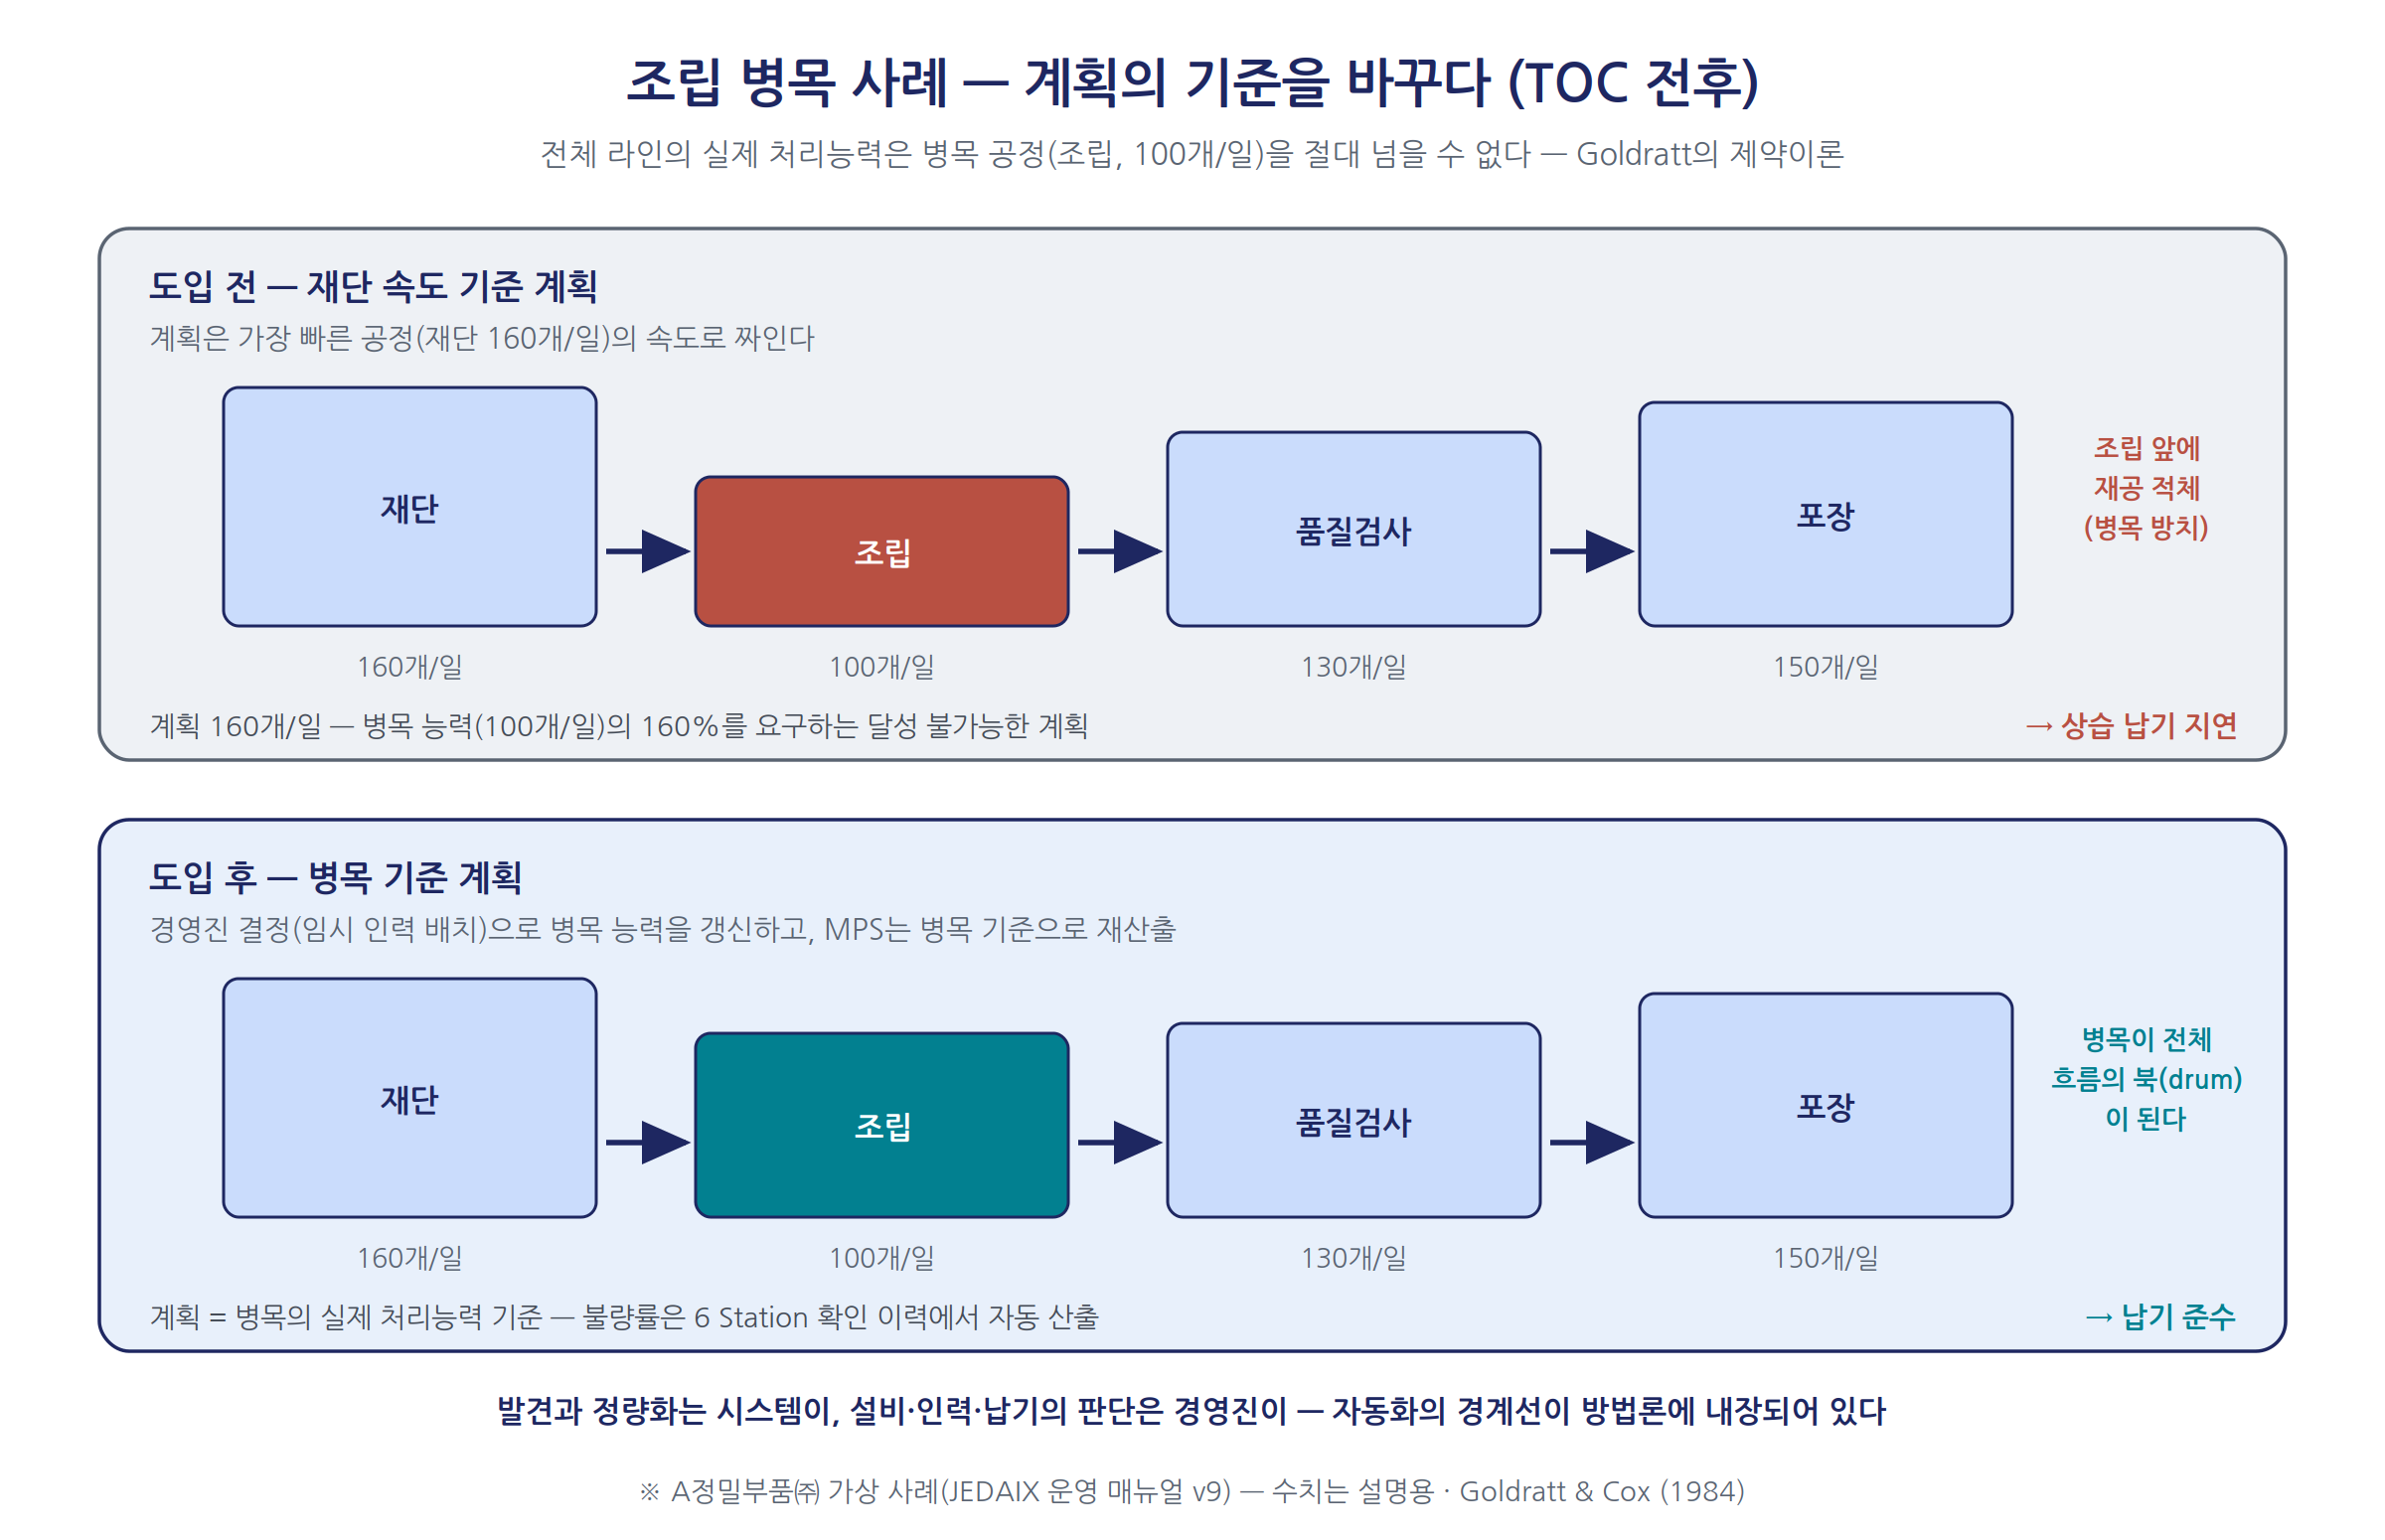 조립 병목 사례 — 계획의 기준을 바꾸다 (TOC 전후)
전체 라인의 실제 처리능력은 병목 공정(조립, 100개/일)을 절대 넘을 수 없다 — Goldratt의 제약이론
도입 전 — 재단 속도 기준 계획
계획은 가장 빠른 공정(재단 160개/일)의 속도로 짜인다
재단
조립
품질검사
포장
조립 앞에
재공 적체
(병목 방치)
160개/일
100개/일
130개/일
150개/일
계획 160개/일 — 병목 능력(100개/일)의 160%를 요구하는 달성 불가능한 계획
→ 상습 납기 지연
도입 후 — 병목 기준 계획
경영진 결정(임시 인력 배치)으로 병목 능력을 갱신하고, MPS는 병목 기준으로 재산출
재단
조립
품질검사
포장
병목이 전체
흐름의 북(drum)
이 된다
160개/일
100개/일
130개/일
150개/일
계획 = 병목의 실제 처리능력 기준 — 불량률은 6 Station 확인 이력에서 자동 산출
→ 납기 준수
발견과 정량화는 시스템이, 설비·인력·납기의 판단은 경영진이 — 자동화의 경계선이 방법론에 내장되어 있다
※ A정밀부품㈜ 가상 사례(JEDAIX 운영 매뉴얼 v9) — 수치는 설명용 · Goldratt & Cox (1984)